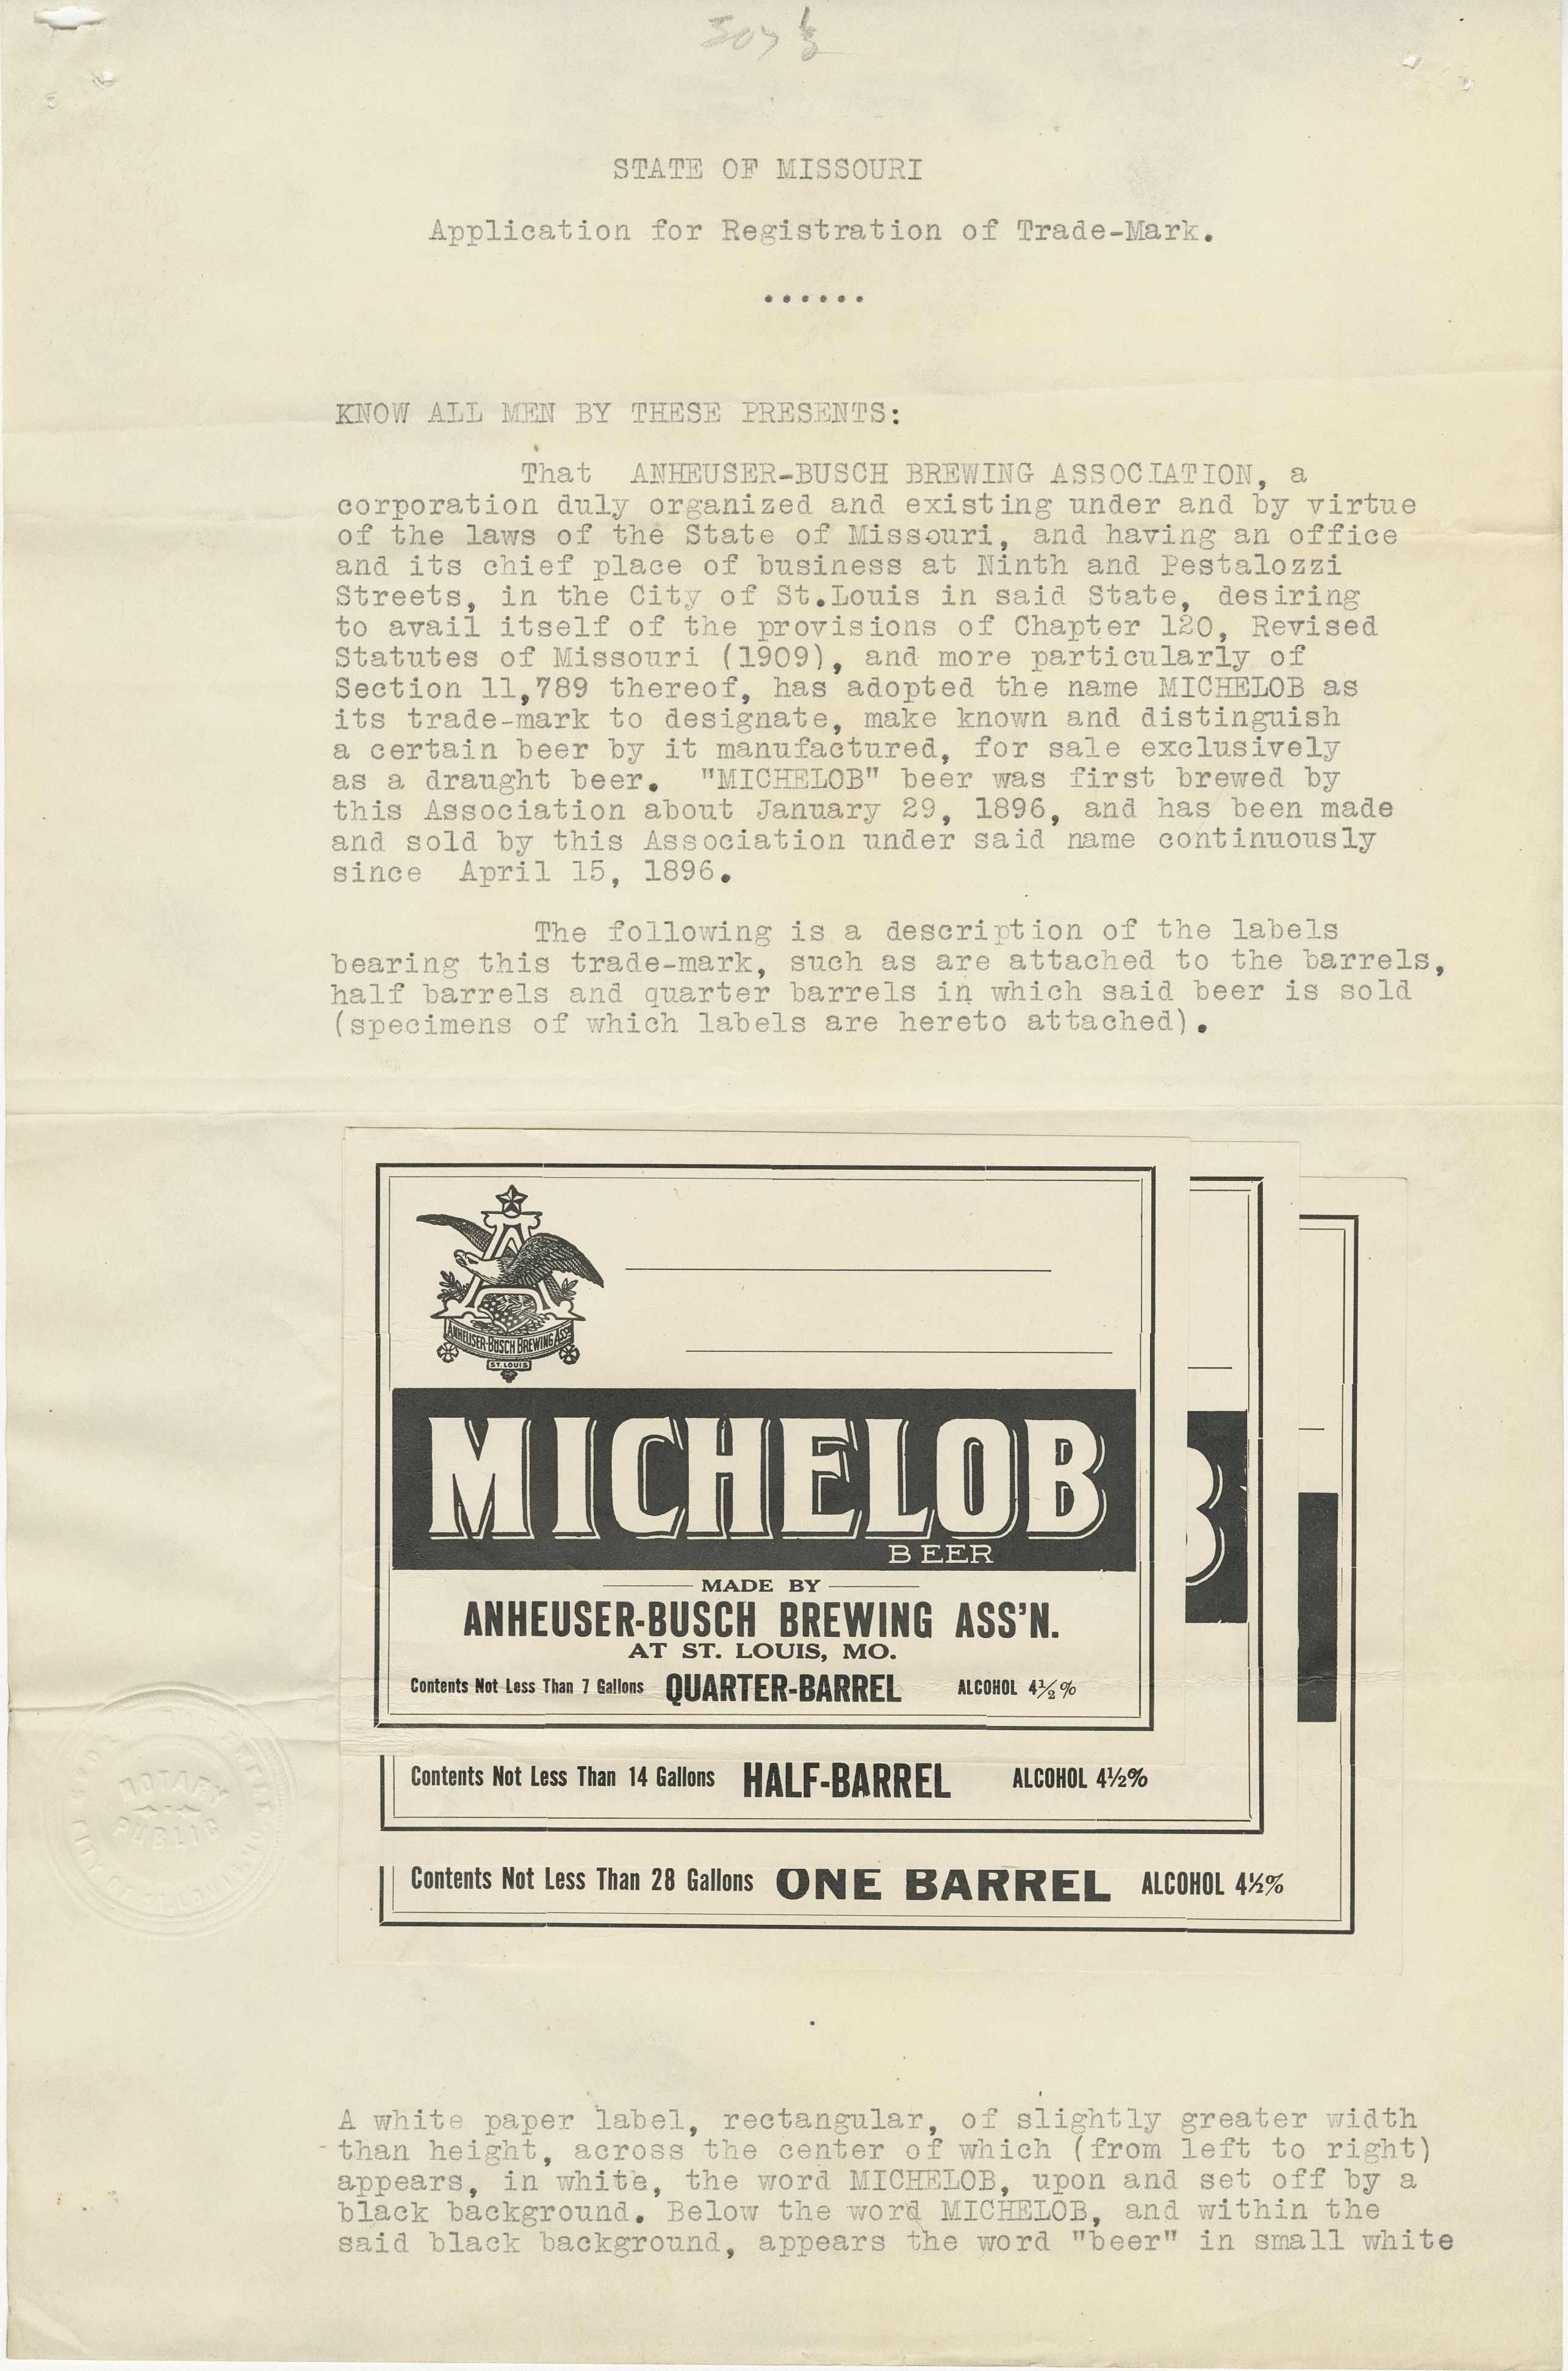 STATE OF MISSOURI
Application for Registration of Trade-Mark.
......
KNOW ALL MEN BY THESE PRESENTS:
That ANHEUSER-BUSCH BREWING ASSOCIATION, a
corporation duly organized and existing under and by virtue
of the laws of the State of Missouri, and having an office
and its chief place of business at Ninth and Pestalozzi
Streets, in the City of St.Louis in said State, desiring
to avail itself of the provisions of Chapter 120, Revised
Statutes of Missouri (1909), and more particularly of
Section 11,789 thereof, has adopted the name MICHELOB as
its trade-mark to designate, make known and distinguish
a certain beer by it manufactured, for sale exclusively
as a draught beer. "MICHELOB" beer was first brewed by
this Association about January 29, 1896, and has been made
and sold by this Association under said name continuously
since April 15, 1896.
The following is a description of the labels
bearing this trade-mark, such as are attached to the barrels,
half barrels and quarter barrels in which said beer is sold
(specimens of which labels are hereto attached).
A
ANHEUSER-BUSCH BREWING ASS'N
ST. LOUIS
MICHELOB
BEER
MADE BY
ANHEUSER-BUSCH BREWING ASS'N.
AT ST. LOUIS, MO.
Contents Not Less Than 7 Gallons QUARTER-BARREL ALCOHOL 4½%
B
Contents Not Less Than 14 Gallons HALF-BARREL ALCOHOL 4½%
Contents Not Less Than 28 Gallons ONE BARREL ALCOHOL 4½%
NOTARY
PUBLIC
A white paper label, rectangular, of slightly greater width
than height, across the center of which (from left to right)
appears, in white, the word MICHELOB, upon and set off by a
black background. Below the word MICHELOB, and within the
said black background, appears the word "beer" in small white